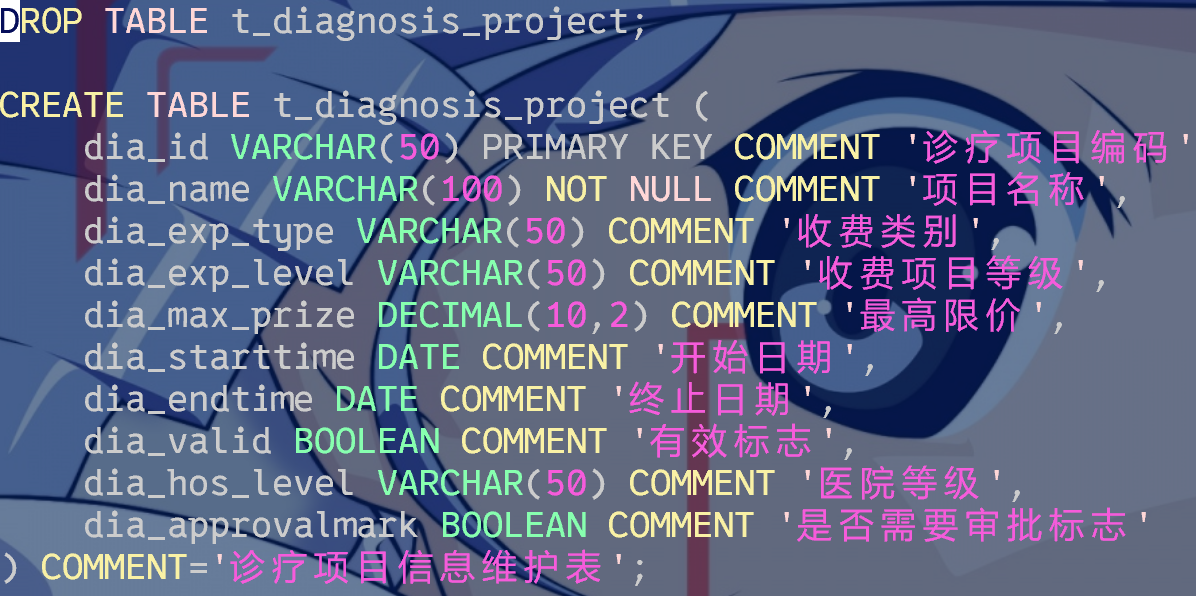 DROP TABLE t_diagnosis_project;
CREATE TABLE t_diagnosis_project (
dia_id VARCHAR(50) PRIMARY KEY COMMENT '诊疗项目编码'
dia_name VARCHAR(100) NOT NULL COMMENT '项目名称',
dia_exp_type VARCHAR(50) COMMENT '收费类别',
dia_exp_level VARCHAR(50) COMMENT '收费项目等级',
dia_max_prize DECIMAL(10,2) COMMENT '最高限价',
dia_starttime DATE COMMENT '开始日期',
dia_endtime DATE COMMENT '终止日期',
dia_valid BOOLEAN COMMENT '有效标志',
dia_hos_level VARCHAR(50) COMMENT '医院等级',
dia_approvalmark BOOLEAN COMMENT '是否需要审批标志'
) COMMENT='诊疗项目信息维护表';